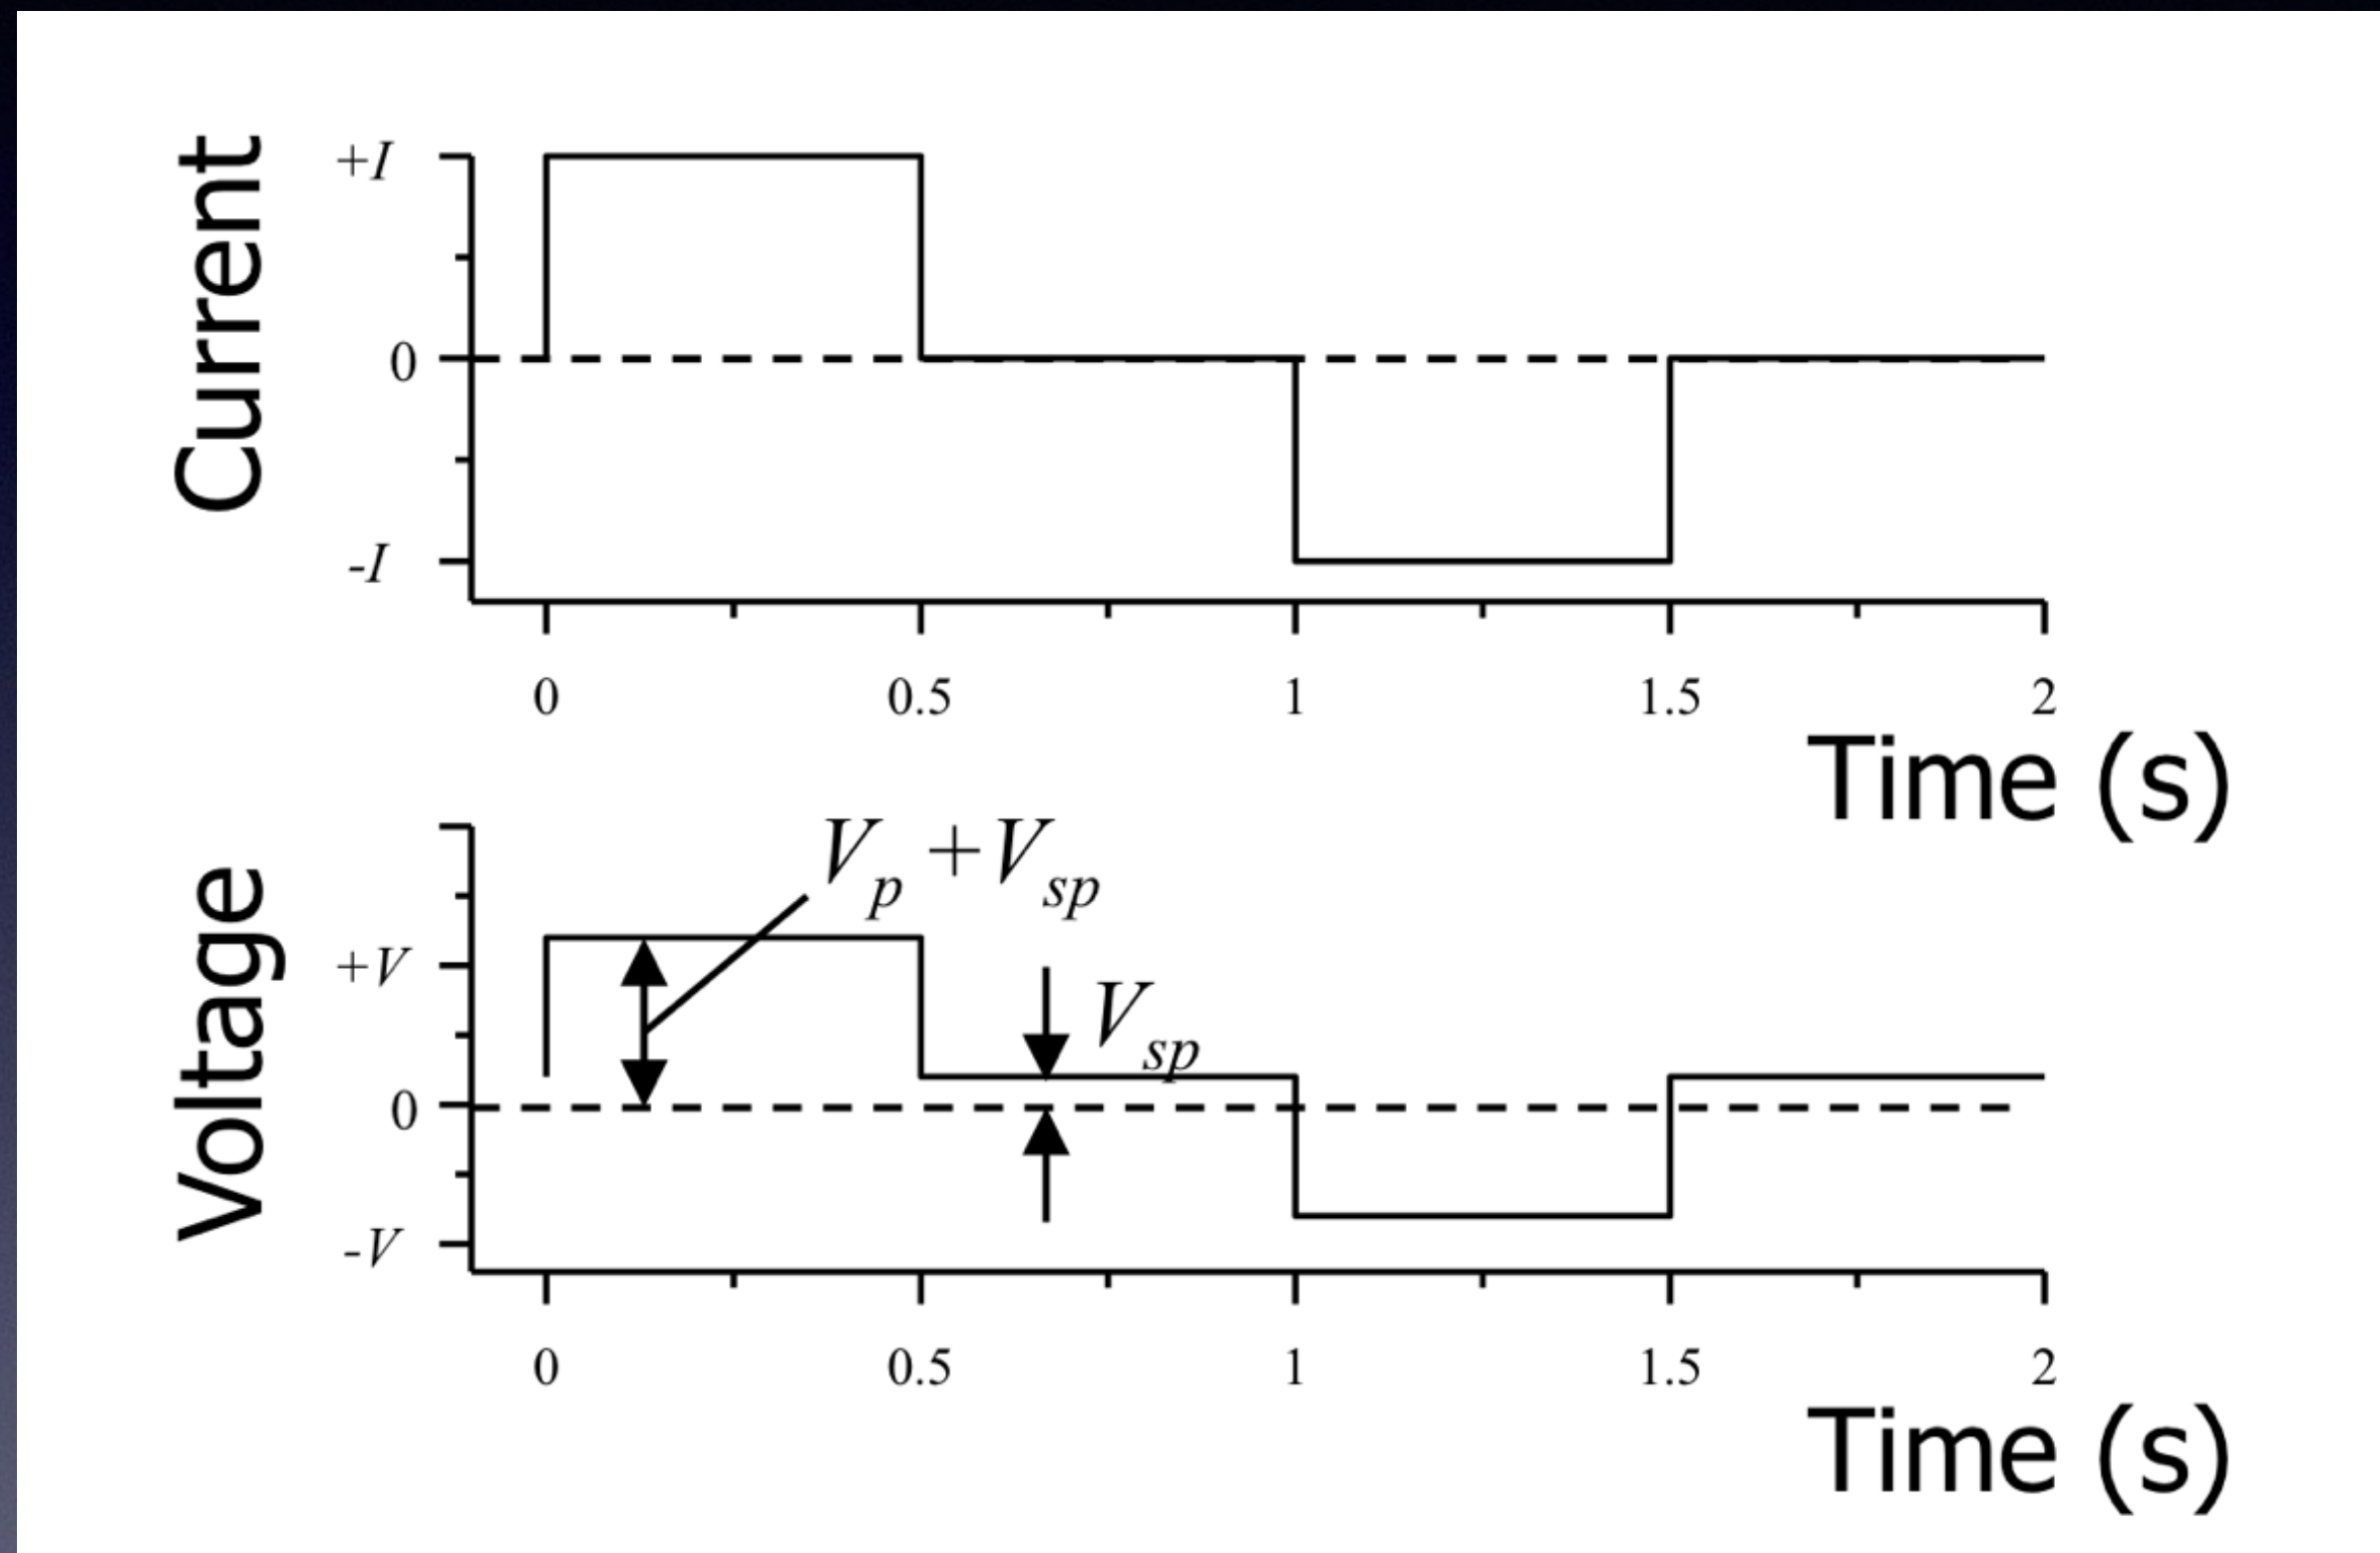 Current
+I
0
-I
0 0.5 1 1.5 2
Time (s)
Voltage
V_p + V_sp
+V
V_sp
0
-V
0 0.5 1 1.5 2
Time (s)